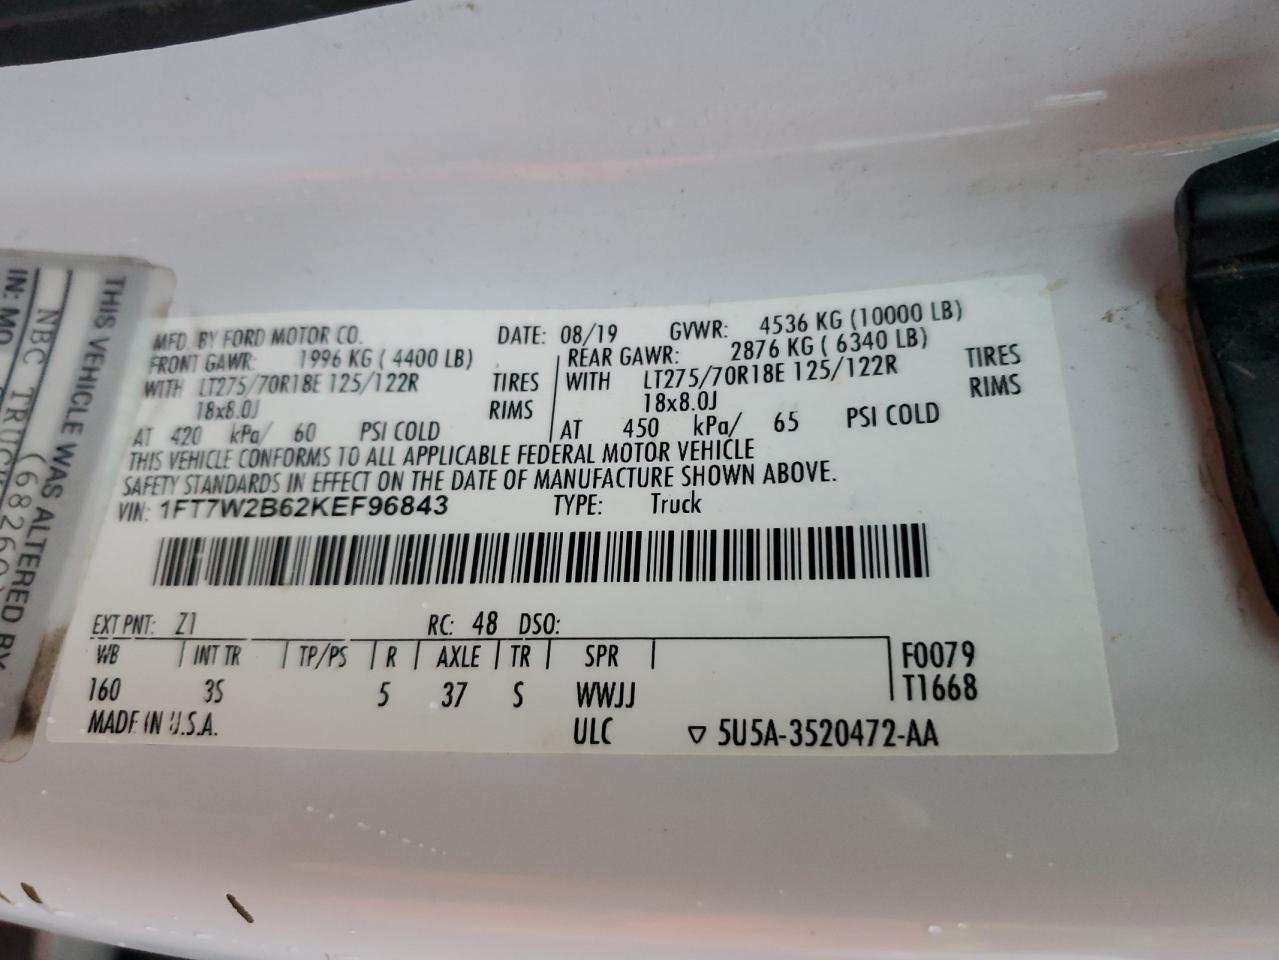 MFD. BY FORD MOTOR CO. DATE: 08/19 GVWR: 4536 KG (10000 LB)
FRONT GAWR: 1996 KG ( 4400 LB) REAR GAWR: 2876 KG ( 6340 LB)
WITH LT275/70R18E 125/122R TIRES WITH LT275/70R18E 125/122R TIRES
18x8.0J RIMS 18x8.0J RIMS
AT 420 kPa/ 60 PSI COLD AT 450 kPa/ 65 PSI COLD
THIS VEHICLE CONFORMS TO ALL APPLICABLE FEDERAL MOTOR VEHICLE
SAFETY STANDARDS IN EFFECT ON THE DATE OF MANUFACTURE SHOWN ABOVE.
VIN: 1FT7W2B62KEF96843 TYPE: Truck
EXT PNT: Z1 RC: 48 DSO:
WB INT TR TP/PS R AXLE TR SPR F0079
160 3S 5 37 S WWJJ T1668
MADE IN U.S.A. ULC 5U5A-3520472-AA
THIS VEHICLE WAS ALTERED BY
NBC TRUCK
(68260
IN: MO